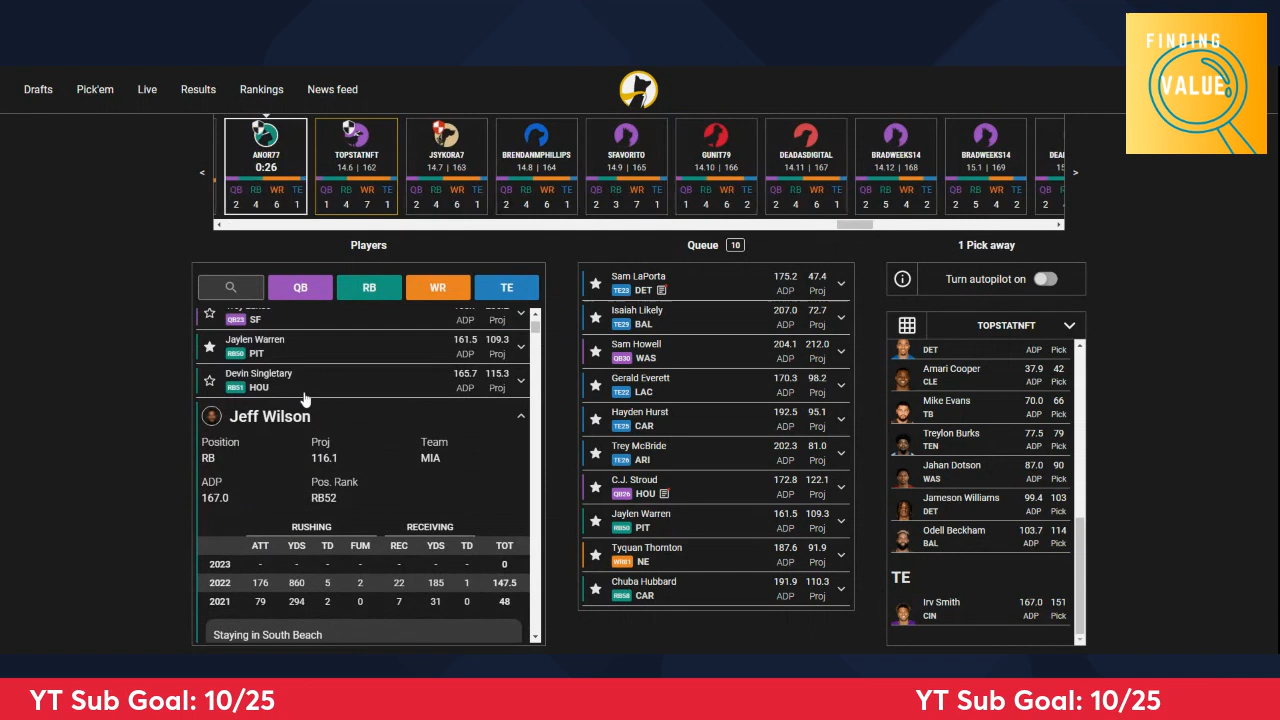 FINDING
VALUE
Drafts Pick'em Live Results Rankings News feed
ANOR77 TOPSTATNFT JSYKORA7 BRENDANMPHILLIPS SFAVORITO GUNIT79 DEADASDIGITAL BRADWEEKS14 BRADWEEKS14
0:26 14.6 | 162 14.7 | 163 14.8 | 164 14.9 | 165 14.10 | 166 14.11 | 167 14.12 | 168 15.1 | 169
QB RB WR TE QB RB WR TE QB RB WR TE QB RB WR TE QB RB WR TE QB RB WR TE QB RB WR TE QB RB WR TE QB RB WR TE QB
2 4 6 1 1 4 7 1 2 4 6 1 2 4 6 1 2 3 7 1 1 4 6 2 2 4 5 2 2 5 4 2 2 5 4 2 2
Players
QB RB WR TE
QB23 SF ADP Proj
Jaylen Warren 161.5 109.3
RB50 PIT ADP Proj
Devin Singletary 165.7 115.3
RB51 HOU ADP Proj
Jeff Wilson
Position Proj Team
RB 116.1 MIA
ADP Pos. Rank
167.0 RB52
RUSHING RECEIVING
ATT YDS TD FUM REC YDS TD TOT
2023 - - - - - - - 0
2022 176 860 5 2 22 185 1 147.5
2021 79 294 2 0 7 31 0 48
Staying in South Beach
Queue 10
Sam LaPorta 175.2 47.4
TE23 DET ADP Proj
Isaiah Likely 207.0 72.7
TE29 BAL ADP Proj
Sam Howell 204.1 212.0
QB30 WAS ADP Proj
Gerald Everett 170.3 98.2
TE22 LAC ADP Proj
Hayden Hurst 192.5 95.1
TE25 CAR ADP Proj
Trey McBride 202.3 81.0
TE26 ARI ADP Proj
C.J. Stroud 172.8 122.1
QB26 HOU ADP Proj
Jaylen Warren 161.5 109.3
RB50 PIT ADP Proj
Tyquan Thornton 187.6 91.9
WR81 NE ADP Proj
Chuba Hubbard 191.9 110.3
RB58 CAR ADP Proj
1 Pick away
Turn autopilot on
TOPSTATNFT
DET ADP Pick
Amari Cooper 37.9 42
CLE ADP Pick
Mike Evans 70.0 66
TB ADP Pick
Treylon Burks 77.5 79
TEN ADP Pick
Jahan Dotson 87.0 90
WAS ADP Pick
Jameson Williams 99.4 103
DET ADP Pick
Odell Beckham 103.7 114
BAL ADP Pick
TE
Irv Smith 167.0 151
CIN ADP Pick
YT Sub Goal: 10/25 YT Sub Goal: 10/25